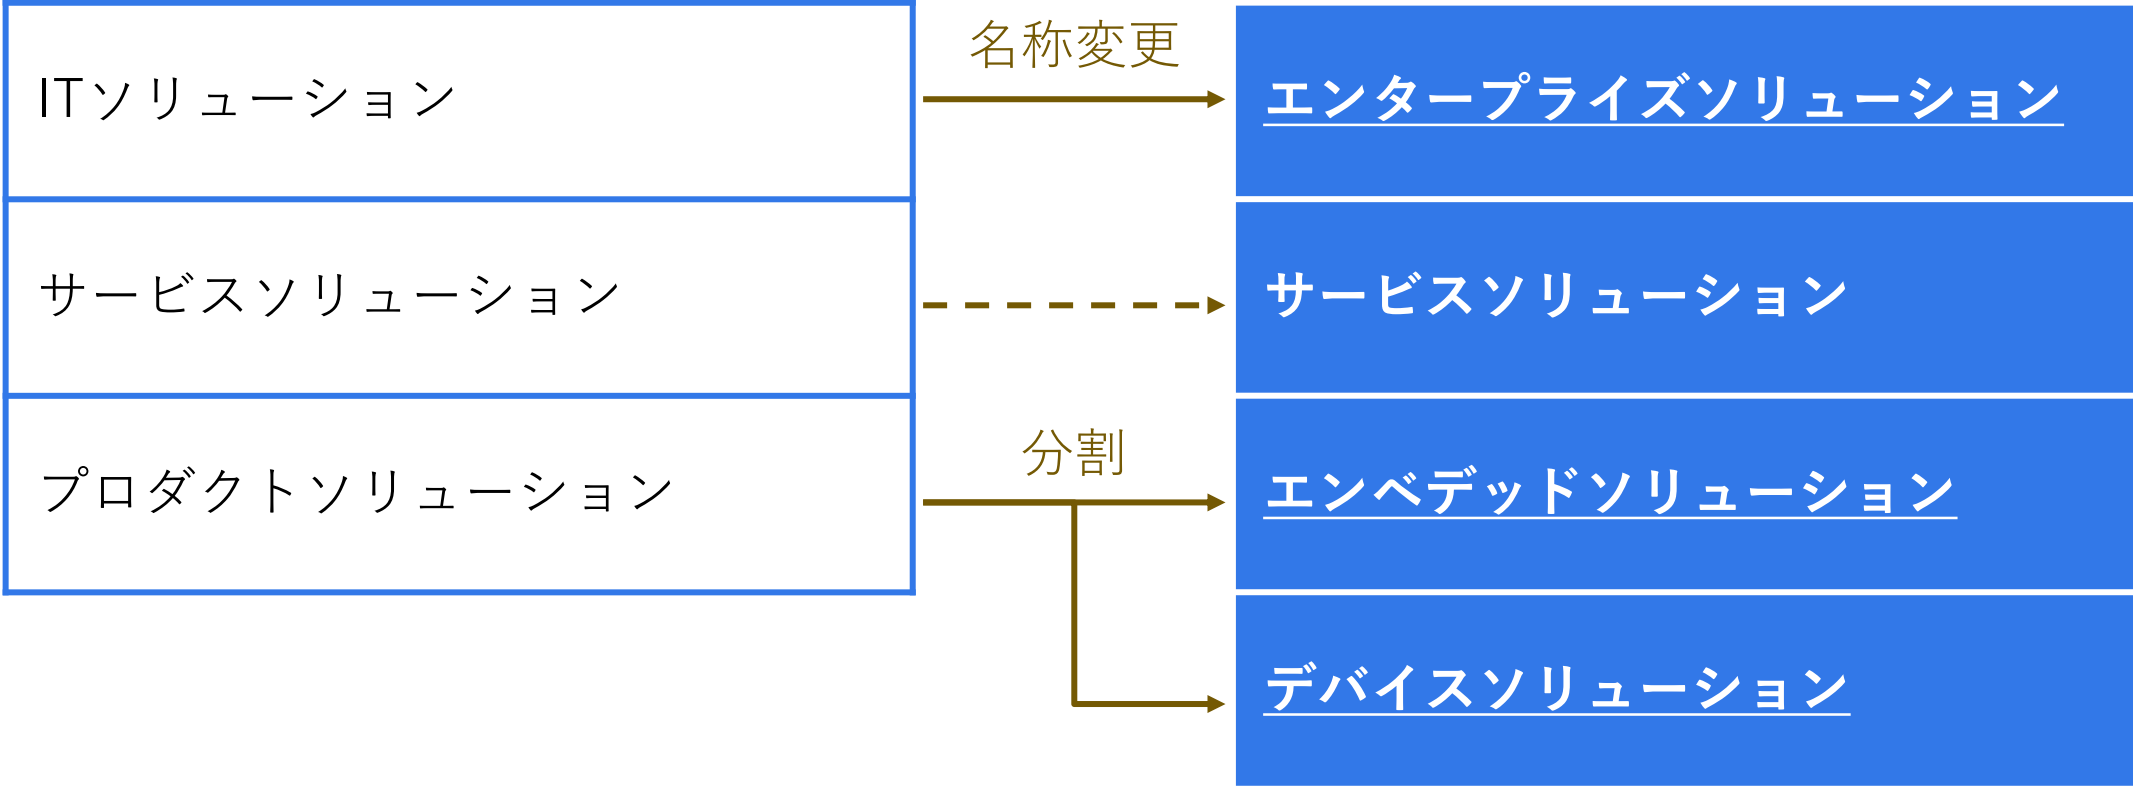 ITソリューション
名称変更
エンタープライズソリューション
サービスソリューション
サービスソリューション
プロダクトソリューション
分割
エンベデッドソリューション
デバイスソリューション